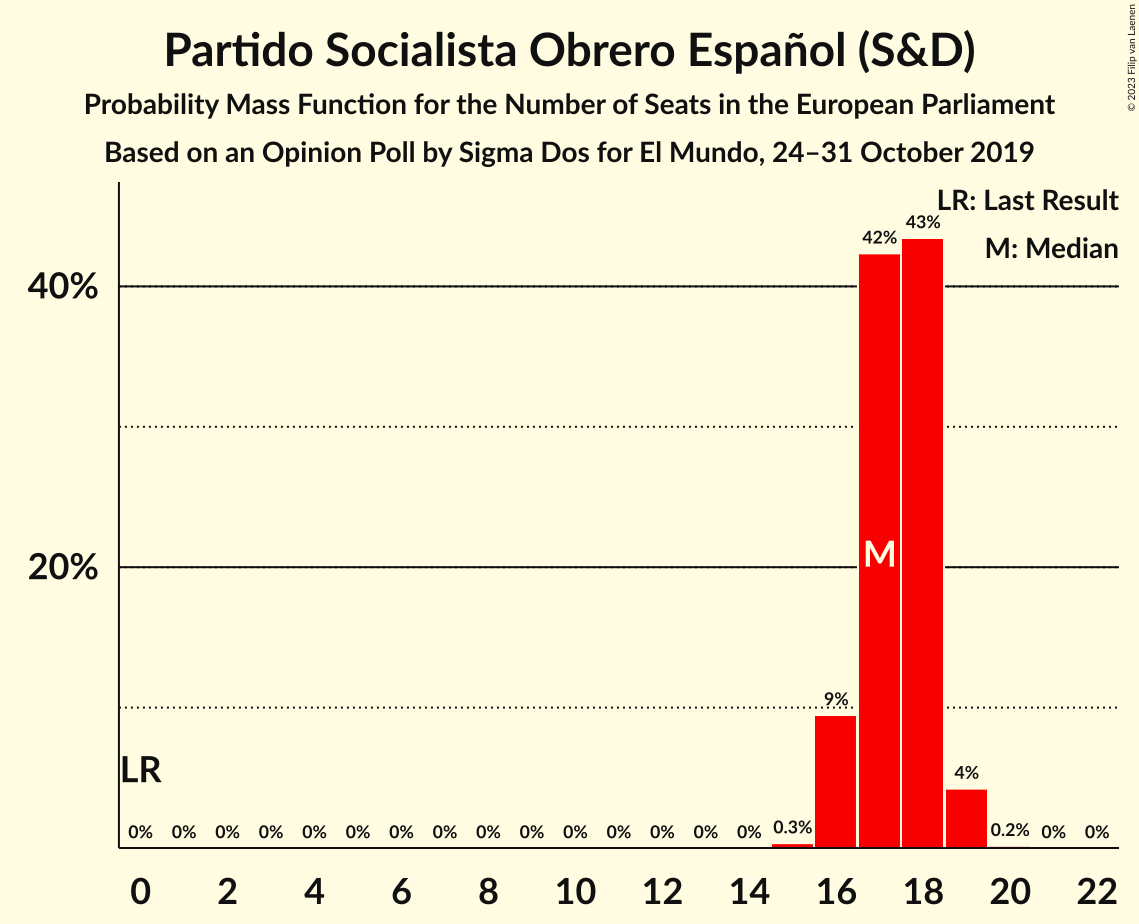 Partido Socialista Obrero Español (S&D)
Probability Mass Function for the Number of Seats in the European Parliament
Based on an Opinion Poll by Sigma Dos for El Mundo, 24–31 October 2019
© 2023 Filip van Laenen
LR: Last Result
M: Median
42% 43%
40%
20%
M
9%
LR
4%
0% 0% 0% 0% 0% 0% 0% 0% 0% 0% 0% 0% 0% 0% 0% 0.3% 0.2% 0% 0%
0 2 4 6 8 10 12 14 16 18 20 22